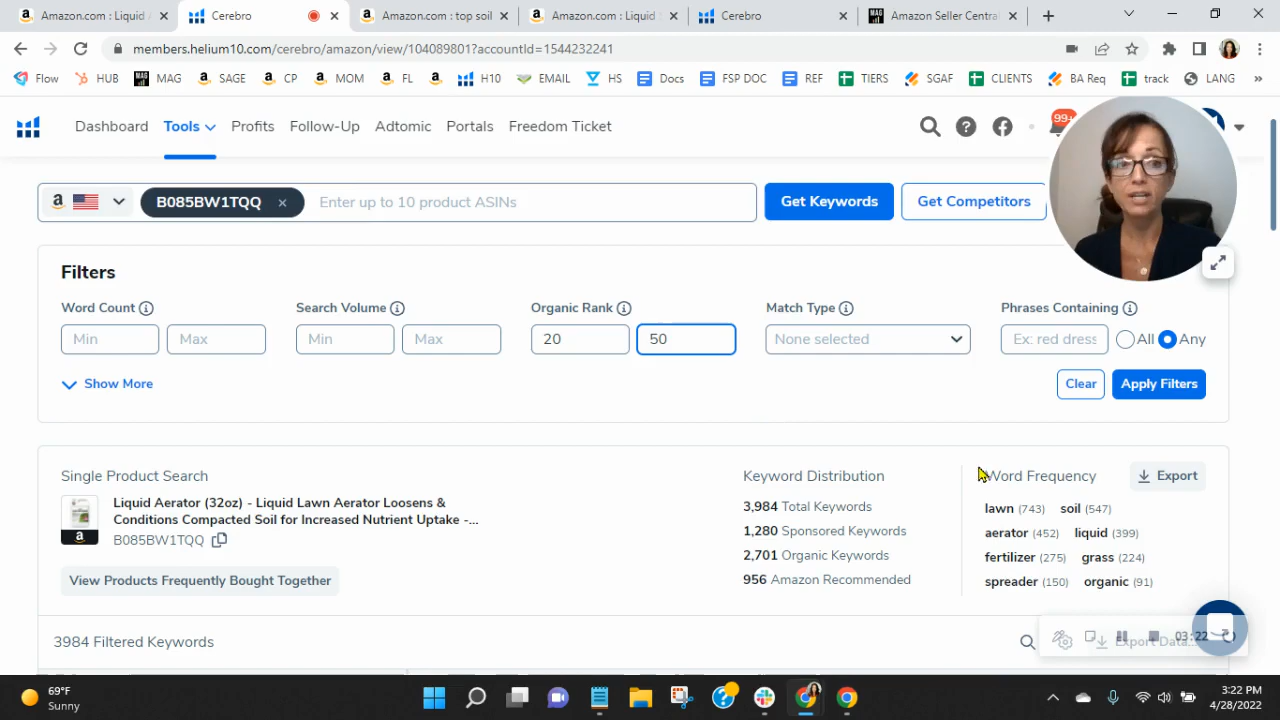 Amazon.com : Liquid A
Cerebro
Amazon.com : top soil
Amazon.com : Liquid
Cerebro
Amazon Seller Centra
members.helium10.com/cerebro/amazon/view/104089801?accountId=1544232241
Flow
HUB
MAG
SAGE
CP
MOM
FL
H10
EMAIL
HS
Docs
FSP DOC
REF
TIERS
SGAF
CLIENTS
BA Req
track
LANG
Dashboard
Tools
Profits
Follow-Up
Adtomic
Portals
Freedom Ticket
99+
B085BW1TQQ
Enter up to 10 product ASINs
Get Keywords
Get Competitors
Filters
Word Count
Search Volume
Organic Rank
Match Type
Phrases Containing
Min
Max
Min
Max
20
50
None selected
Ex: red dress
All
Any
Show More
Clear
Apply Filters
Single Product Search
Liquid Aerator (32oz) - Liquid Lawn Aerator Loosens &
Conditions Compacted Soil for Increased Nutrient Uptake -...
B085BW1TQQ
View Products Frequently Bought Together
Keyword Distribution
3,984 Total Keywords
1,280 Sponsored Keywords
2,701 Organic Keywords
956 Amazon Recommended
Word Frequency
Export
lawn (743) soil (547)
aerator (452) liquid (399)
fertilizer (275) grass (224)
spreader (150) organic (91)
3984 Filtered Keywords
Export Data...
03:22
69°F
Sunny
3:22 PM
4/28/2022